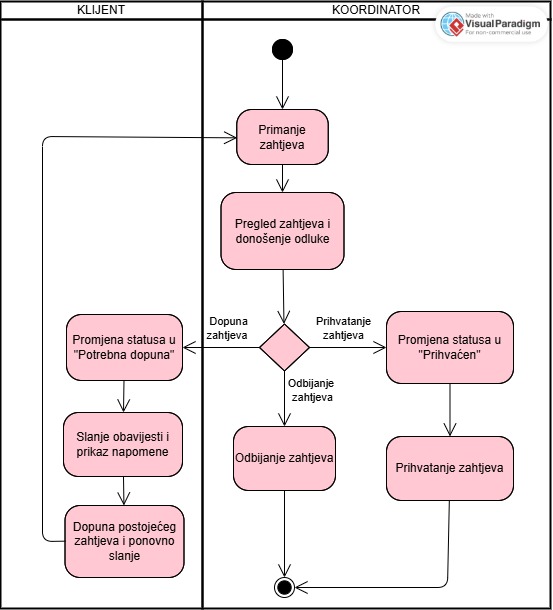 KLIJENT
KOORDINATOR
Made with
VisualParadigm
For non-commercial use
Primanje
zahtjeva
Pregled zahtjeva i
donošenje odluke
Dopuna
zahtjeva
Prihvatanje
zahtjeva
Promjena statusa u
"Potrebna dopuna"
Promjena statusa u
"Prihvaćen"
Odbijanje
zahtjeva
Slanje obavijesti i
prikaz napomene
Odbijanje zahtjeva
Prihvatanje zahtjeva
Dopuna postojećeg
zahtjeva i ponovno
slanje